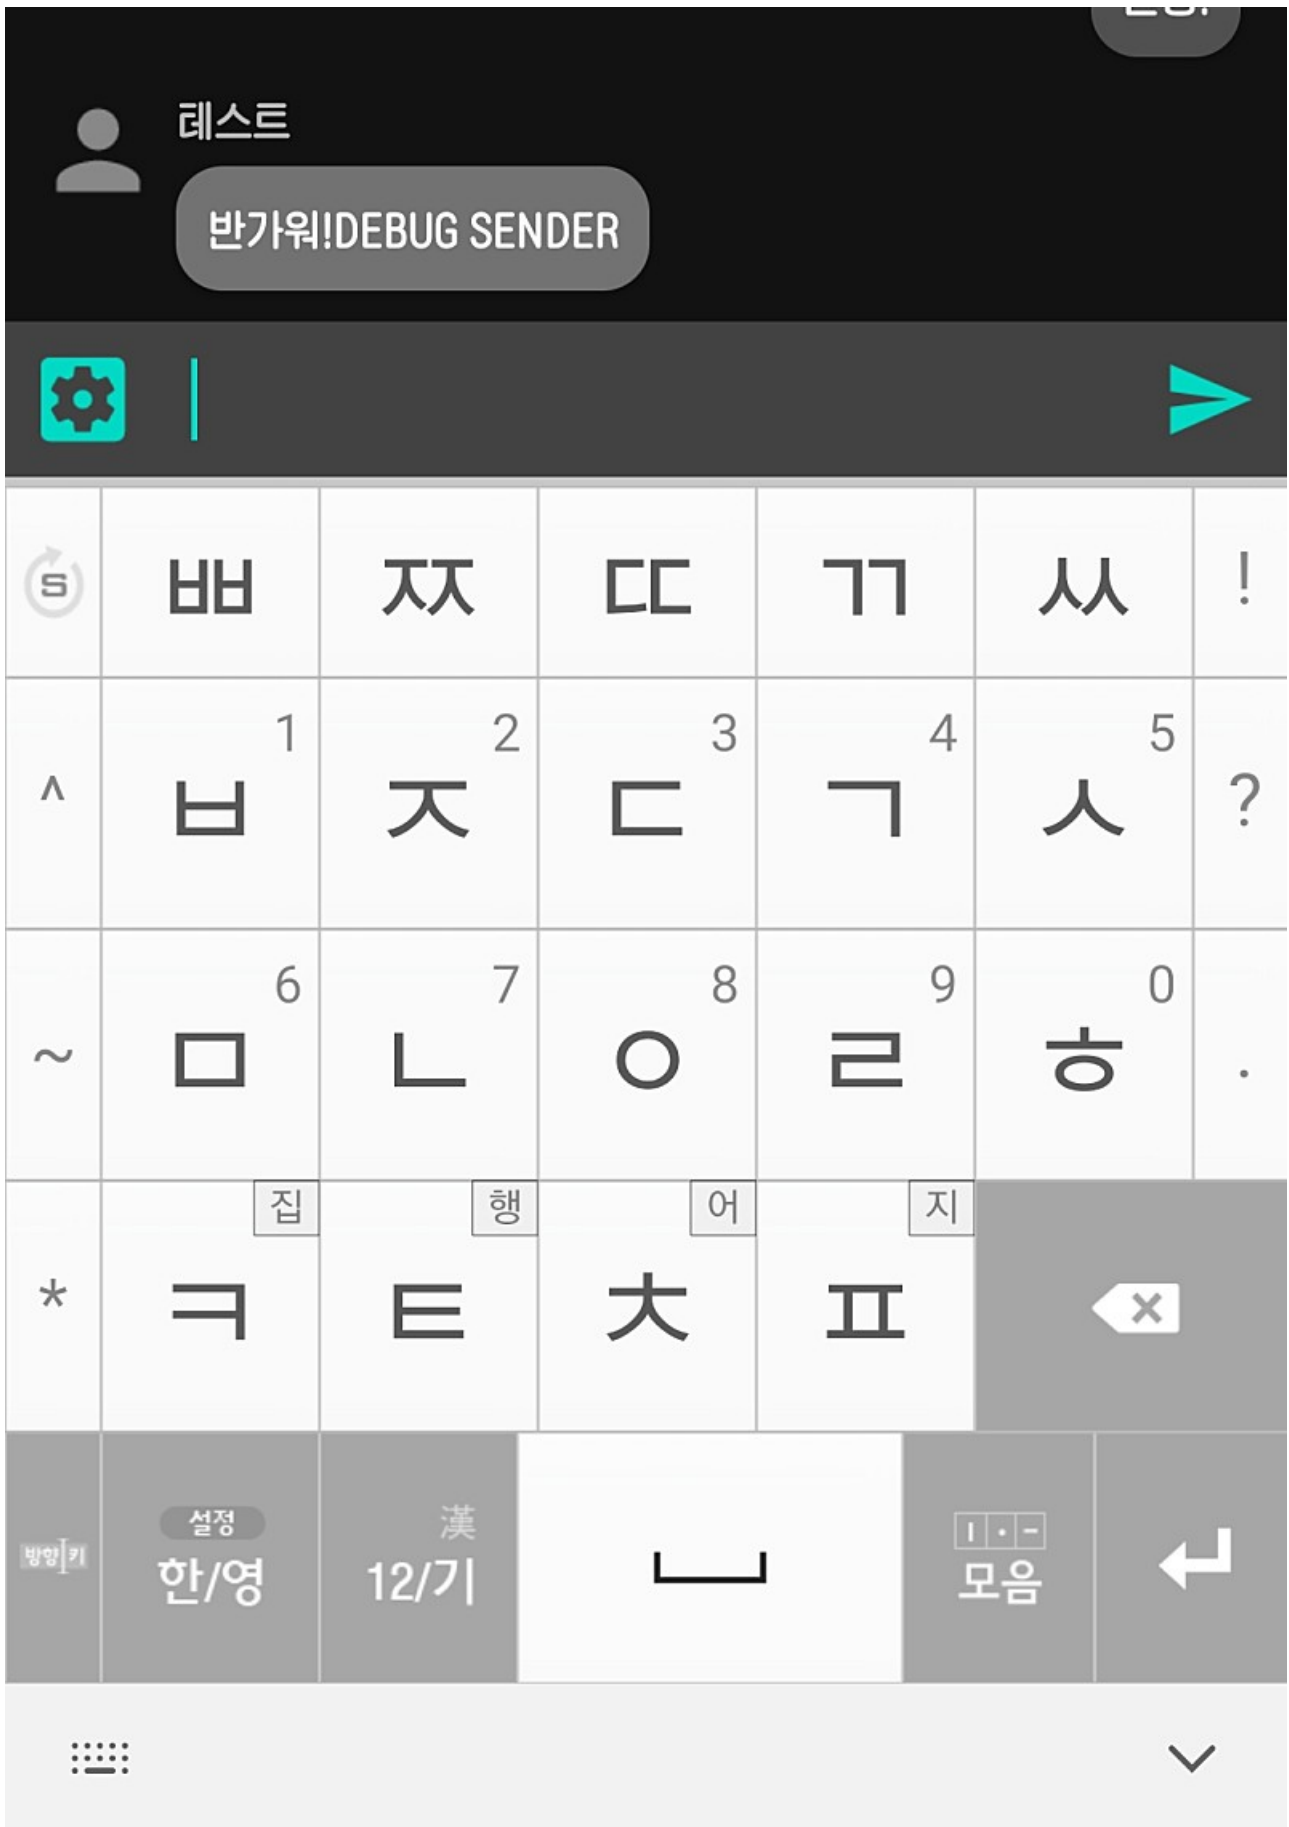 테스트
반가워!DEBUG SENDER
S ㅃ ㅉ ㄸ ㄲ ㅆ !
1 2 3 4 5
^ ㅂ ㅈ ㄷ ㄱ ㅅ ?
6 7 8 9 0
~ ㅁ ㄴ ㅇ ㄹ ㅎ .
집 행 어 지
* ㅋ ㅌ ㅊ ㅍ
설정 漢 ㅣ · ㅡ
방향키 한/영 12/기 모음